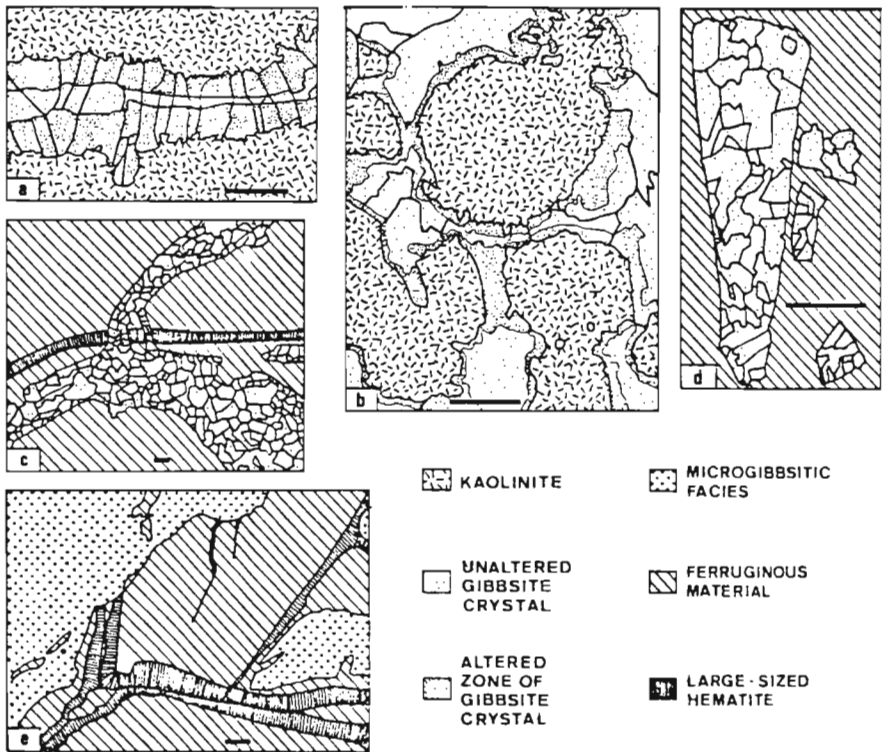 a
b
c
d
e
KAOLINITE
UNALTERED
GIBBSITE
CRYSTAL
ALTERED
ZONE OF
GIBBSITE
CRYSTAL
MICROGIBBSITIC
FACIES
FERRUGINOUS
MATERIAL
LARGE-SIZED
HEMATITE